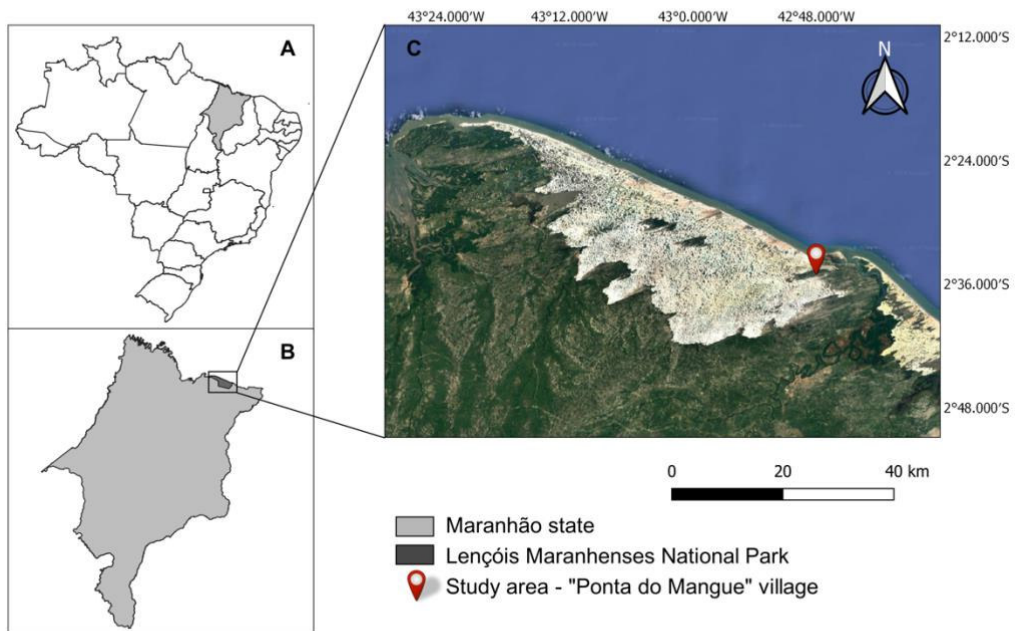 43°24.000′W 43°12.000′W 43°0.000′W 42°48.000′W
A
C
N
2°12.000′S
2°24.000′S
2°36.000′S
2°48.000′S
B
0 20 40 km
Maranhão state
Lençóis Maranhenses National Park
Study area - "Ponta do Mangue" village